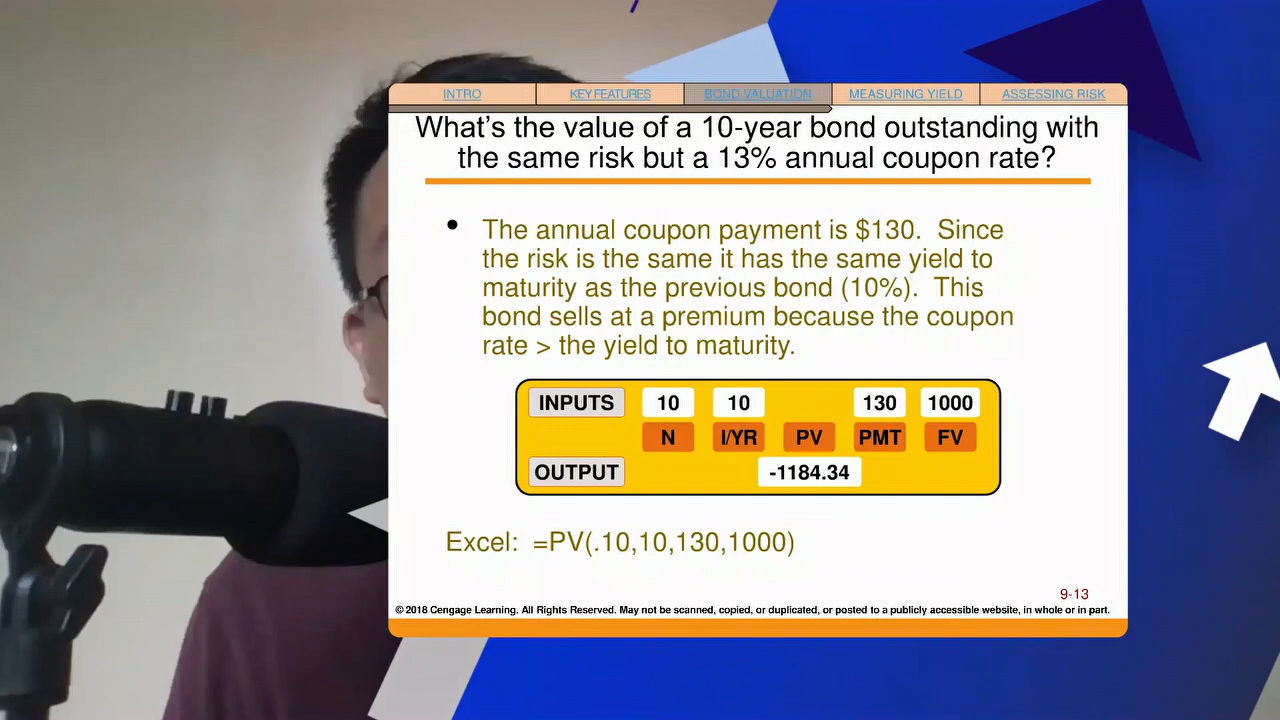 INTRO KEY FEATURES BOND VALUATION MEASURING YIELD ASSESSING RISK
What’s the value of a 10-year bond outstanding with
the same risk but a 13% annual coupon rate?
• The annual coupon payment is $130. Since
the risk is the same it has the same yield to
maturity as the previous bond (10%). This
bond sells at a premium because the coupon
rate > the yield to maturity.
INPUTS 10 10 130 1000
N I/YR PV PMT FV
OUTPUT -1184.34
Excel: =PV(.10,10,130,1000)
9-13
© 2018 Cengage Learning. All Rights Reserved. May not be scanned, copied, or duplicated, or posted to a publicly accessible website, in whole or in part.